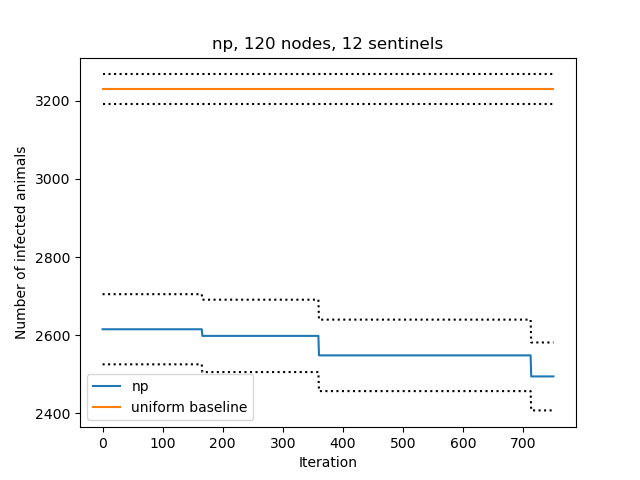 np, 120 nodes, 12 sentinels
Number of infected animals
3200
3000
2800
2600
2400
np
uniform baseline
0 100 200 300 400 500 600 700
Iteration